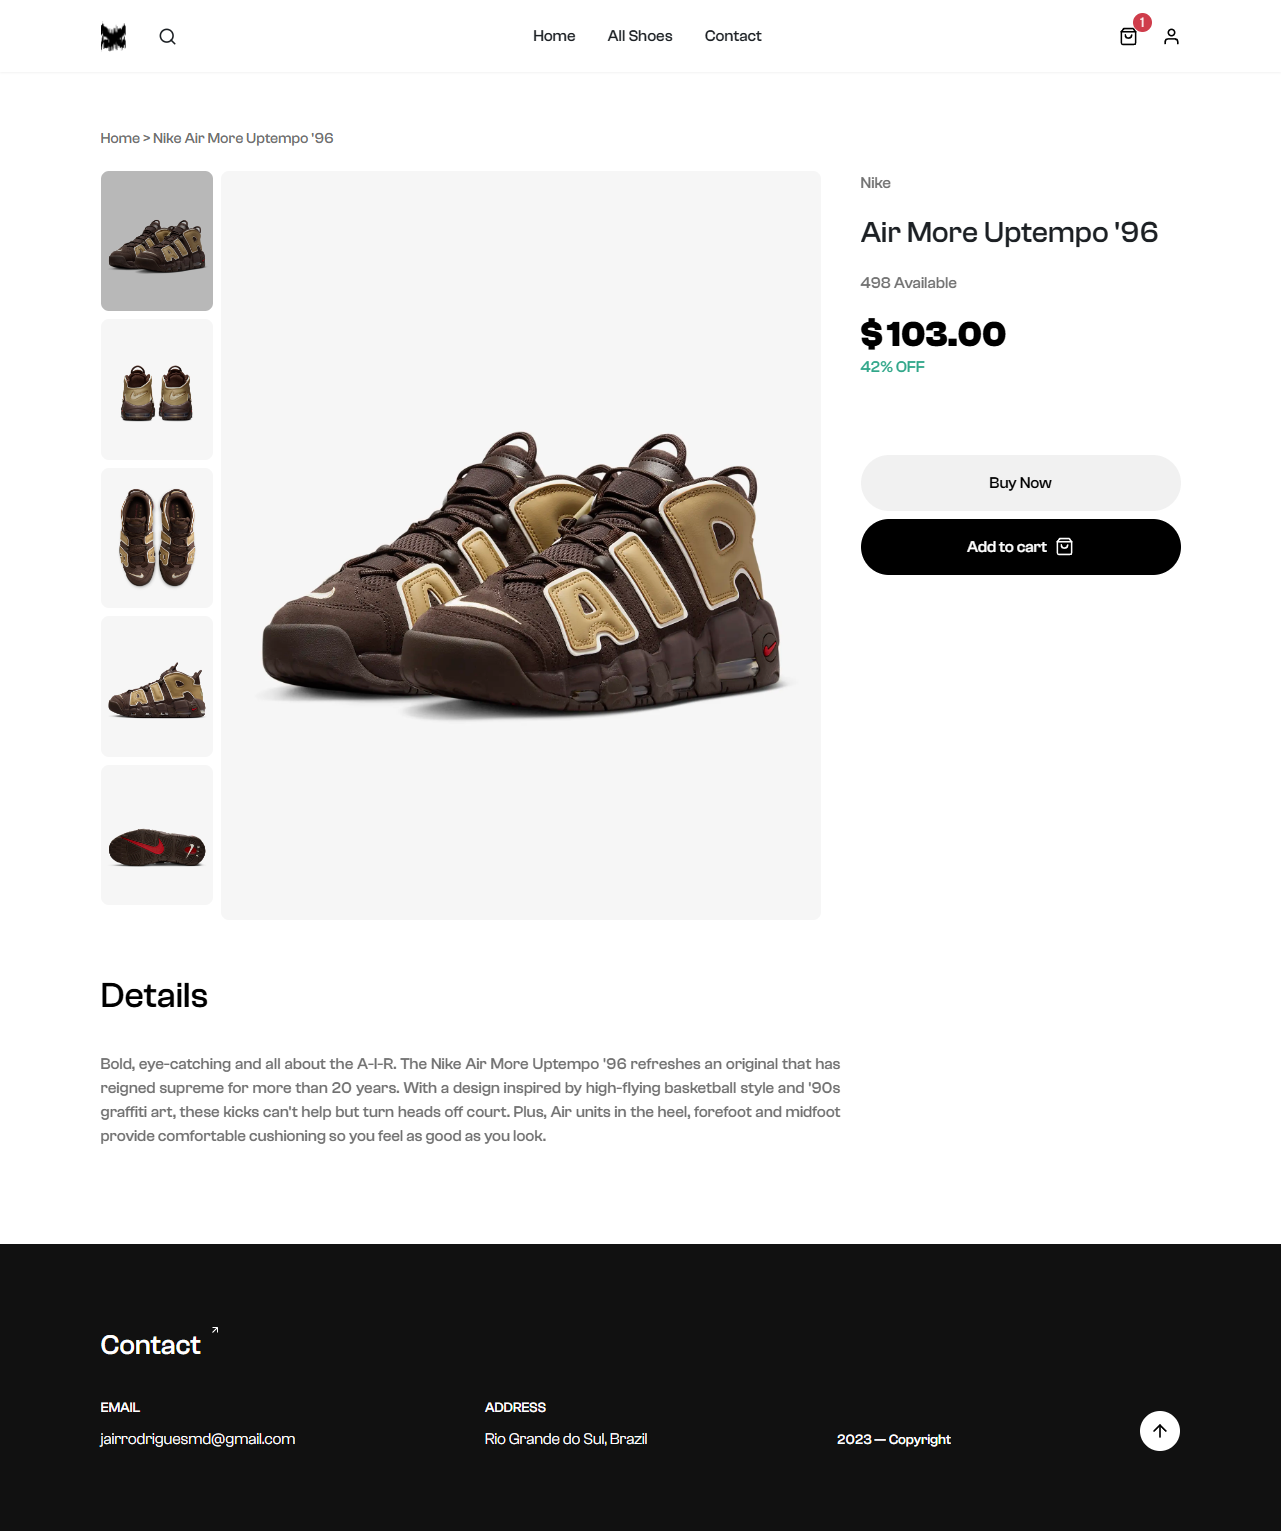 Home
All Shoes
Contact
1
Home > Nike Air More Uptempo '96
Nike
Air More Uptempo '96
498 Available
$103.00
42% OFF
Buy Now
Add to cart
AIR
Details
Bold, eye-catching and all about the A-I-R. The Nike Air More Uptempo '96 refreshes an original that has
reigned supreme for more than 20 years. With a design inspired by high-flying basketball style and '90s
graffiti art, these kicks can't help but turn heads off court. Plus, Air units in the heel, forefoot and midfoot
provide comfortable cushioning so you feel as good as you look.
Contact
EMAIL
jairrodriguesmd@gmail.com
ADDRESS
Rio Grande do Sul, Brazil
2023 — Copyright